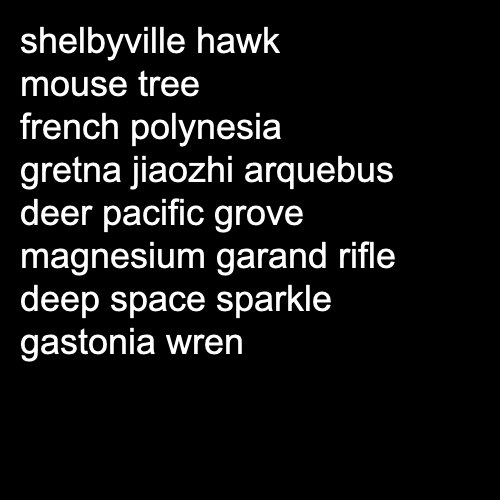 shelbyville hawk
mouse tree
french polynesia
gretna jiaozhi arquebus
deer pacific grove
magnesium garand rifle
deep space sparkle
gastonia wren